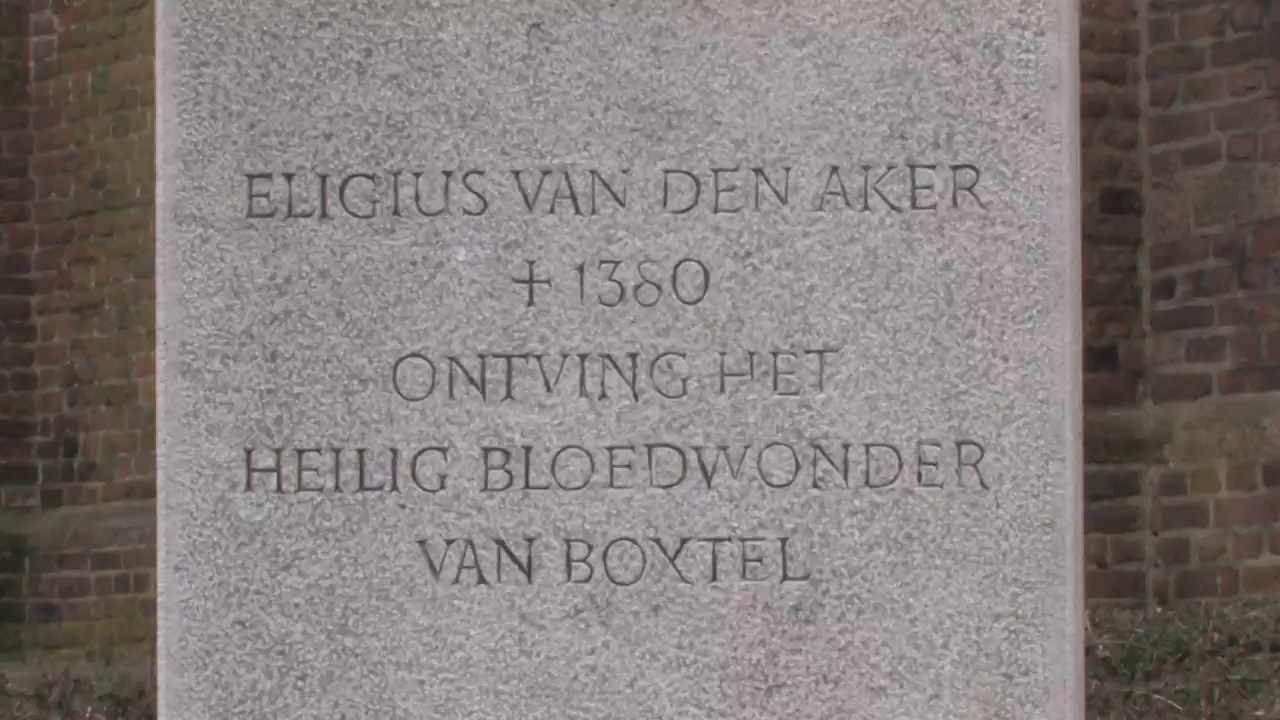 ELIGIUS VAN DEN AKER
+ 1380
ONTVING HET
HEILIG BLOEDWONDER
VAN BOXTEL